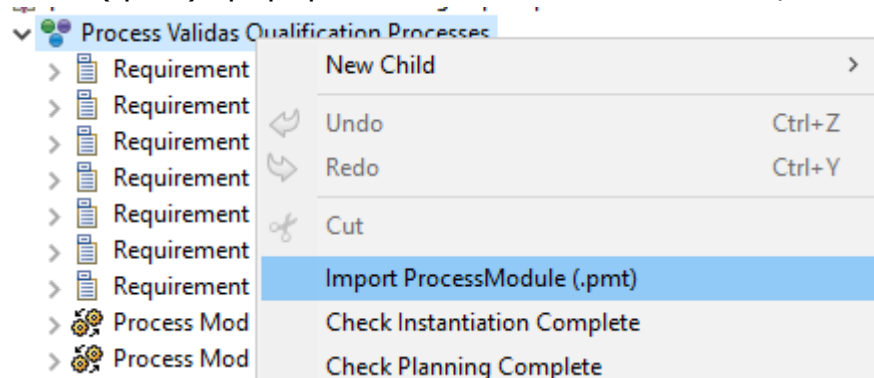 Process Validas Qualification Processes
Requirement
New Child
Requirement
Undo Ctrl+Z
Requirement
Requirement
Redo Ctrl+Y
Requirement
Cut
Requirement
Requirement
Import ProcessModule (.pmt)
Process Mod
Check Instantiation Complete
Process Mod
Check Planning Complete